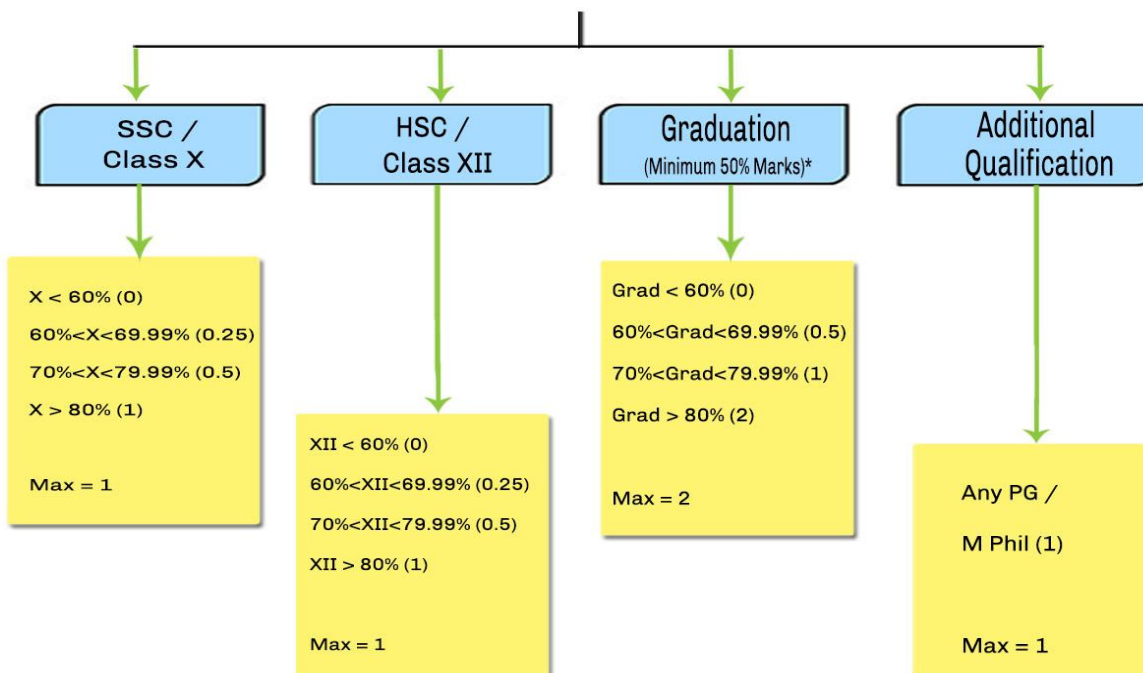 SSC /
Class X
HSC /
Class XII
Graduation
(Minimum 50% Marks)*
Additional
Qualification
X < 60% (0)
60%<X<69.99% (0.25)
70%<X<79.99% (0.5)
X > 80% (1)
Max = 1
XII < 60% (0)
60%<XII<69.99% (0.25)
70%<XII<79.99% (0.5)
XII > 80% (1)
Max = 1
Grad < 60% (0)
60%<Grad<69.99% (0.5)
70%<Grad<79.99% (1)
Grad > 80% (2)
Max = 2
Any PG /
M Phil (1)
Max = 1